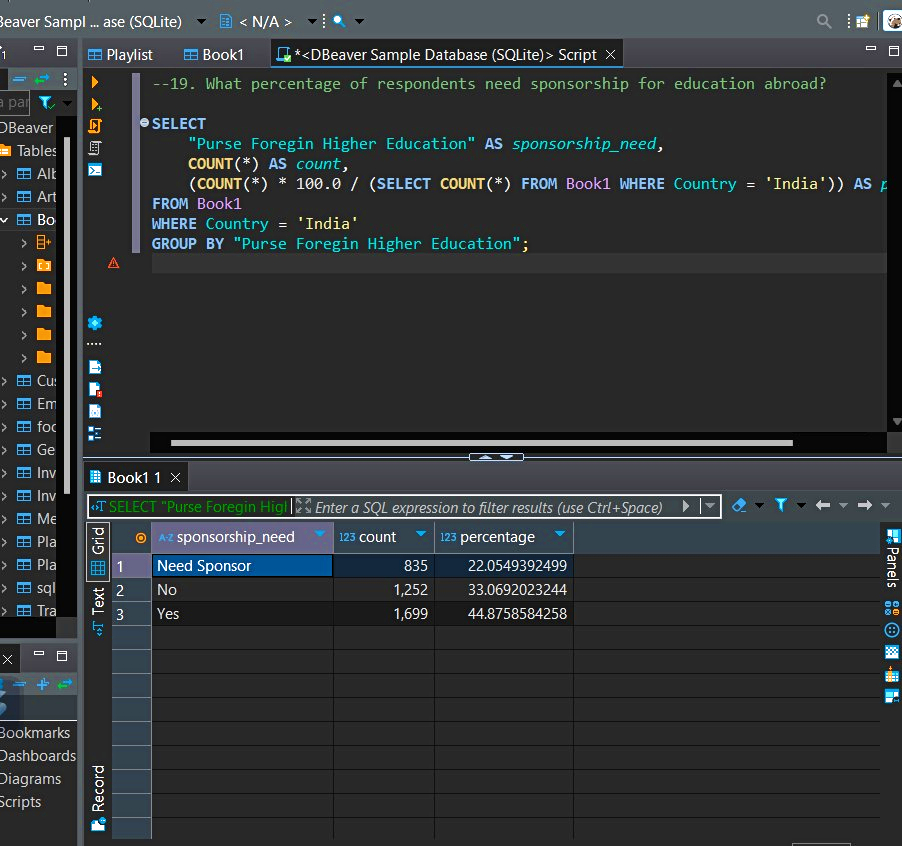 Beaver Sampl ... ase (SQLite) < N/A >
Playlist Book1 *<DBeaver Sample Database (SQLite)> Script
--19. What percentage of respondents need sponsorship for education abroad?
SELECT
"Purse Foregin Higher Education" AS sponsorship_need,
COUNT(*) AS count,
(COUNT(*) * 100.0 / (SELECT COUNT(*) FROM Book1 WHERE Country = 'India')) AS p
FROM Book1
WHERE Country = 'India'
GROUP BY "Purse Foregin Higher Education";
a par
DBeaver
Tables
Alb
Art
Bo
Cus
Em
foo
Ge
Inv
Inv
Me
Pla
Pla
sql
Tra
Bookmarks
Dashboards
Diagrams
Scripts
Book1 1
SELECT "Purse Foregin Higl Enter a SQL expression to filter results (use Ctrl+Space)
Grid
Text
Record
Panels
A-Z sponsorship_need 123 count 123 percentage
1 Need Sponsor 835 22.0549392499
2 No 1,252 33.0692023244
3 Yes 1,699 44.8758584258